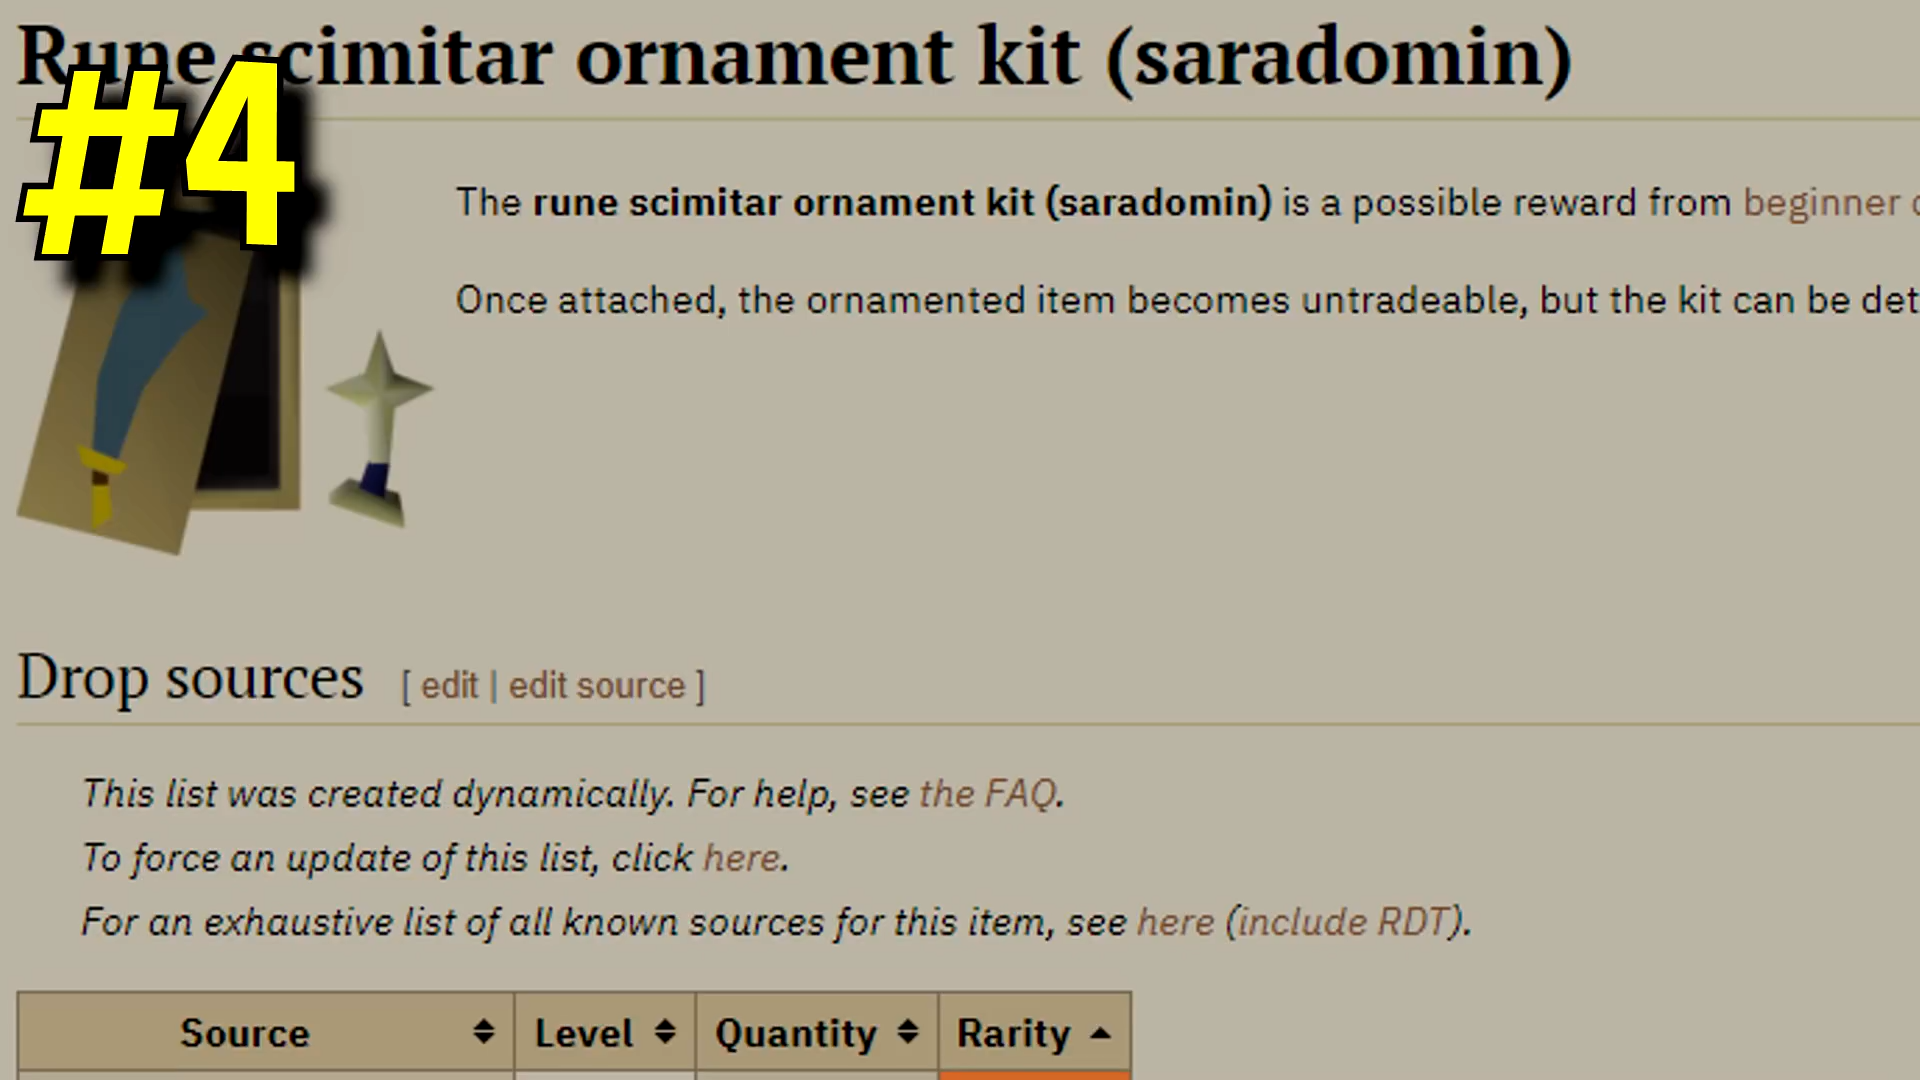 Rune scimitar ornament kit (saradomin)
#4
The rune scimitar ornament kit (saradomin) is a possible reward from beginner
Once attached, the ornamented item becomes untradeable, but the kit can be
Drop sources [ edit | edit source ]
This list was created dynamically. For help, see the FAQ.
To force an update of this list, click here.
For an exhaustive list of all known sources for this item, see here (include RDT).
Source Level Quantity Rarity